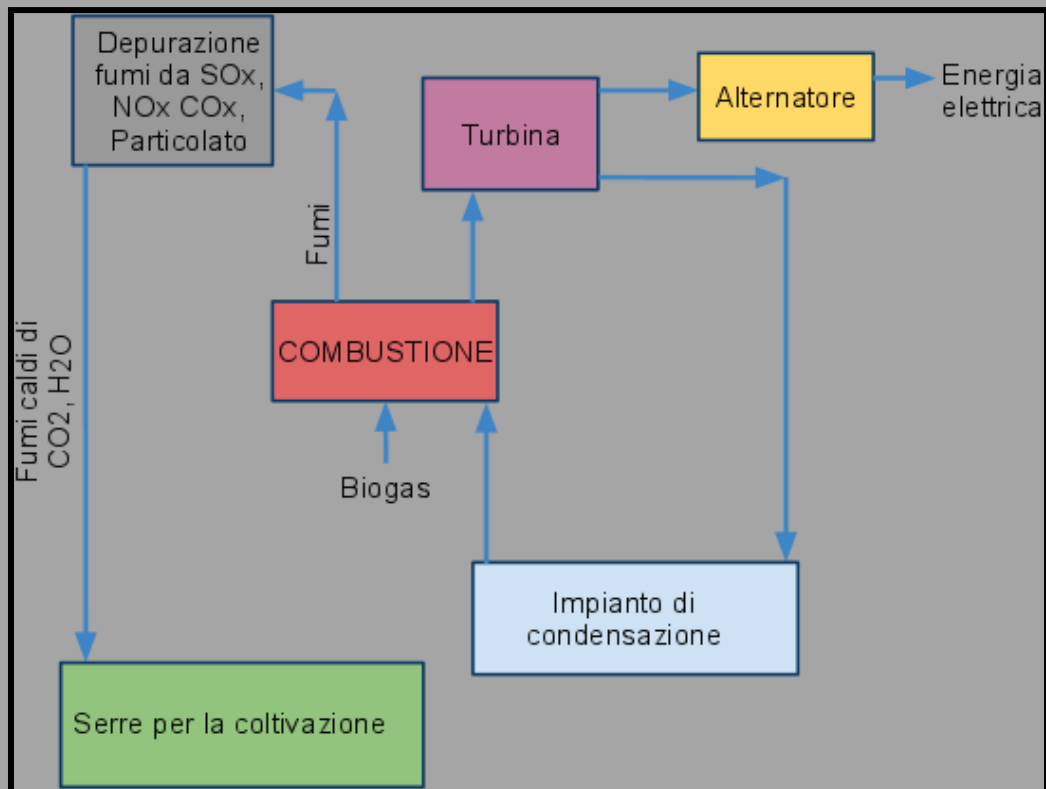 Depurazione
fumi da SOx,
NOx COx,
Particolato
Turbina
Alternatore
Energia
elettrica
Fumi
COMBUSTIONE
Biogas
Fumi caldi di
CO2, H2O
Impianto di
condensazione
Serre per la coltivazione